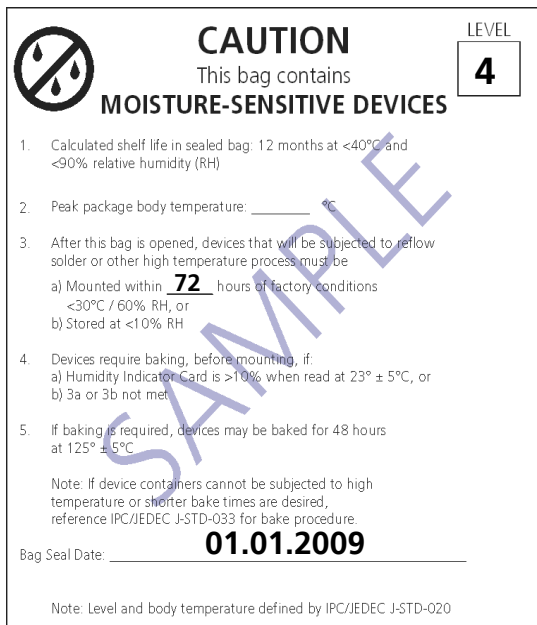 CAUTION
LEVEL
4
This bag contains
MOISTURE-SENSITIVE DEVICES
1. Calculated shelf life in sealed bag: 12 months at <40°C and
<90% relative humidity (RH)
2. Peak package body temperature: _______ °C
3. After this bag is opened, devices that will be subjected to reflow
solder or other high temperature process must be
a) Mounted within 72 hours of factory conditions
<30°C / 60% RH, or
b) Stored at <10% RH
4. Devices require baking, before mounting, if:
a) Humidity Indicator Card is >10% when read at 23° ± 5°C, or
b) 3a or 3b not met
5. If baking is required, devices may be baked for 48 hours
at 125° ± 5°C
Note: If device containers cannot be subjected to high
temperature or shorter bake times are desired,
reference IPC/JEDEC J-STD-033 for bake procedure.
Bag Seal Date: 01.01.2009
Note: Level and body temperature defined by IPC/JEDEC J-STD-020
SAMPLE